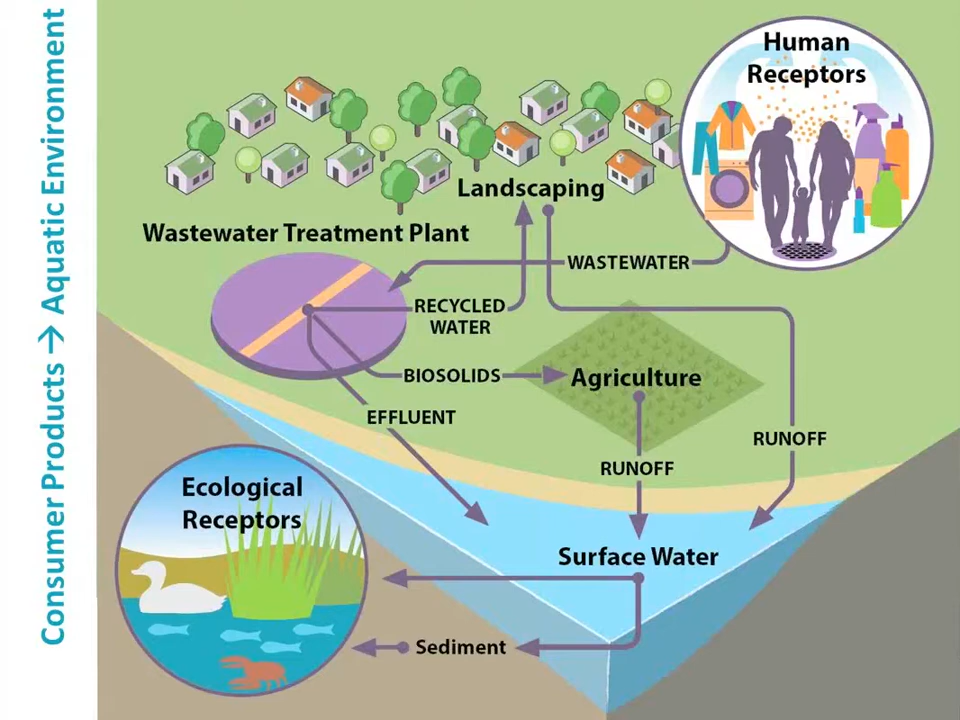 Consumer Products → Aquatic Environment
Human
Receptors
Landscaping
Wastewater Treatment Plant
WASTEWATER
RECYCLED
WATER
BIOSOLIDS
Agriculture
EFFLUENT
RUNOFF
RUNOFF
Ecological
Receptors
Surface Water
Sediment